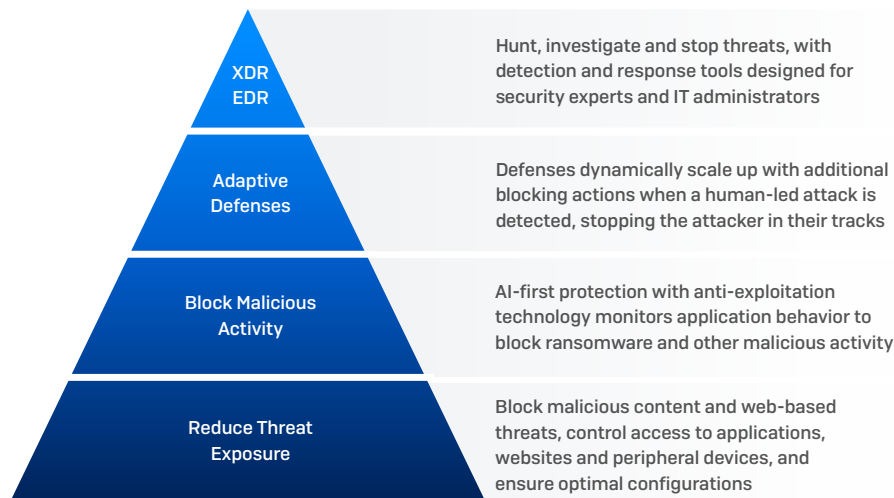 XDR
EDR
Hunt, investigate and stop threats, with
detection and response tools designed for
security experts and IT administrators
Adaptive
Defenses
Defenses dynamically scale up with additional
blocking actions when a human-led attack is
detected, stopping the attacker in their tracks
Block Malicious
Activity
AI-first protection with anti-exploitation
technology monitors application behavior to
block ransomware and other malicious activity
Reduce Threat
Exposure
Block malicious content and web-based
threats, control access to applications,
websites and peripheral devices, and
ensure optimal configurations